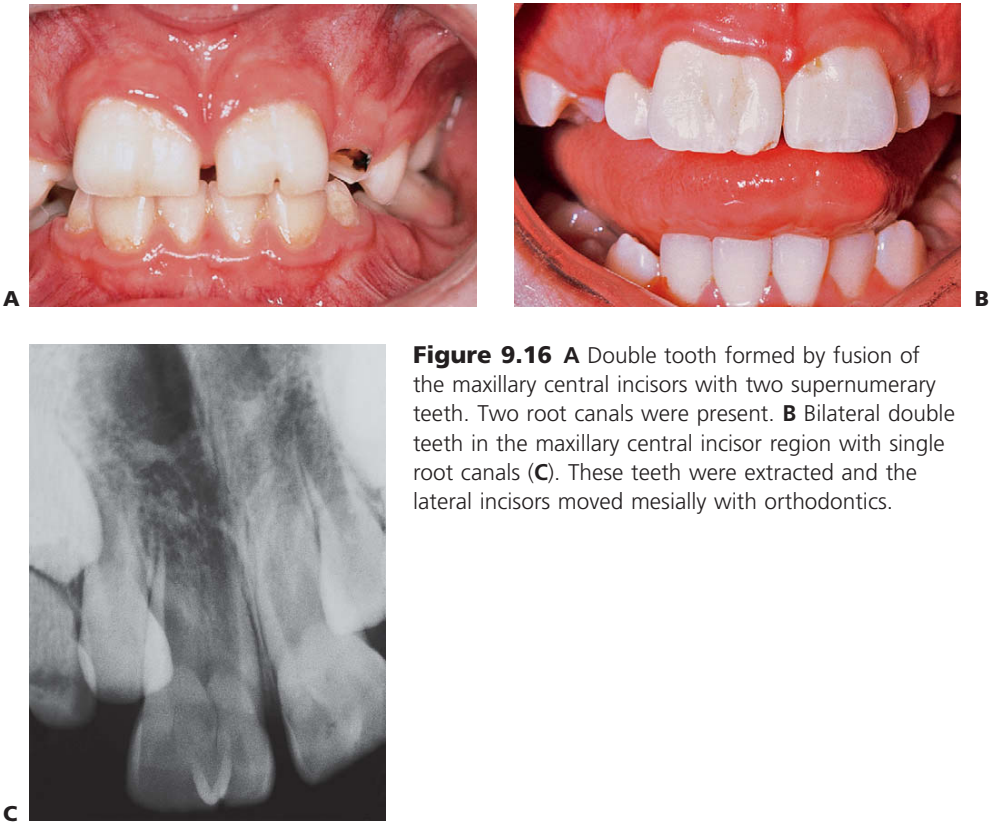 A
B
Figure 9.16 A Double tooth formed by fusion of
the maxillary central incisors with two supernumerary
teeth. Two root canals were present. B Bilateral double
teeth in the maxillary central incisor region with single
root canals (C). These teeth were extracted and the
lateral incisors moved mesially with orthodontics.
C